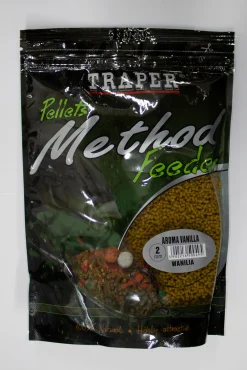 TRAPER
Pellets
Method
Feeder
AROMA VANILLA
2
WANILIA